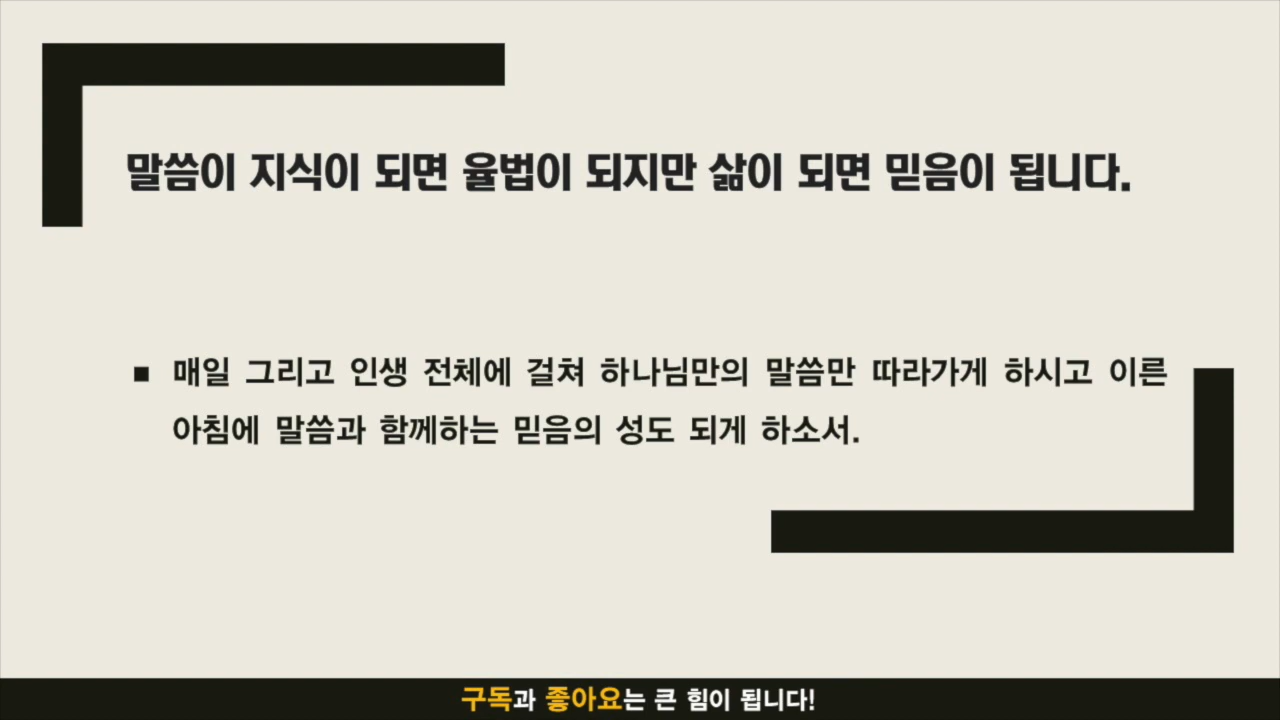 말씀이 지식이 되면 율법이 되지만 삶이 되면 믿음이 됩니다.
■ 매일 그리고 인생 전체에 걸쳐 하나님만의 말씀만 따라가게 하시고 이른
아침에 말씀과 함께하는 믿음의 성도 되게 하소서.
구독과 좋아요는 큰 힘이 됩니다!